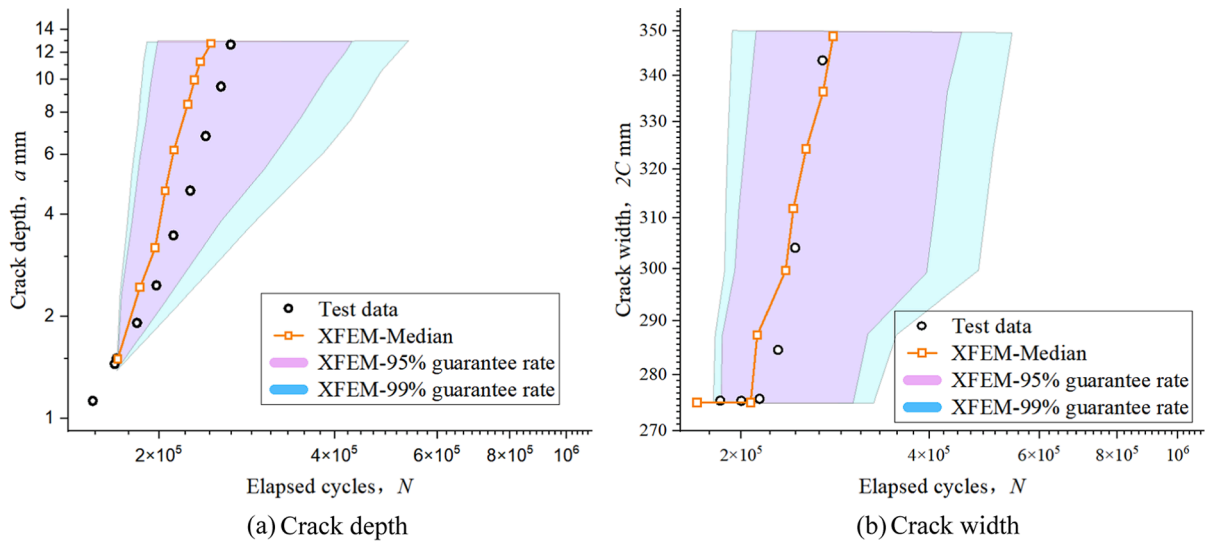 14
12
10
8
6
4
2
1
Crack depth, a mm
Test data
XFEM-Median
XFEM-95% guarantee rate
XFEM-99% guarantee rate
2×10⁵
4×10⁵
6×10⁵
8×10⁵
10⁶
Elapsed cycles, N
(a) Crack depth
350
340
330
320
310
300
290
280
270
Crack width, 2C mm
Test data
XFEM-Median
XFEM-95% guarantee rate
XFEM-99% guarantee rate
2×10⁵
4×10⁵
6×10⁵
8×10⁵
10⁶
Elapsed cycles, N
(b) Crack width